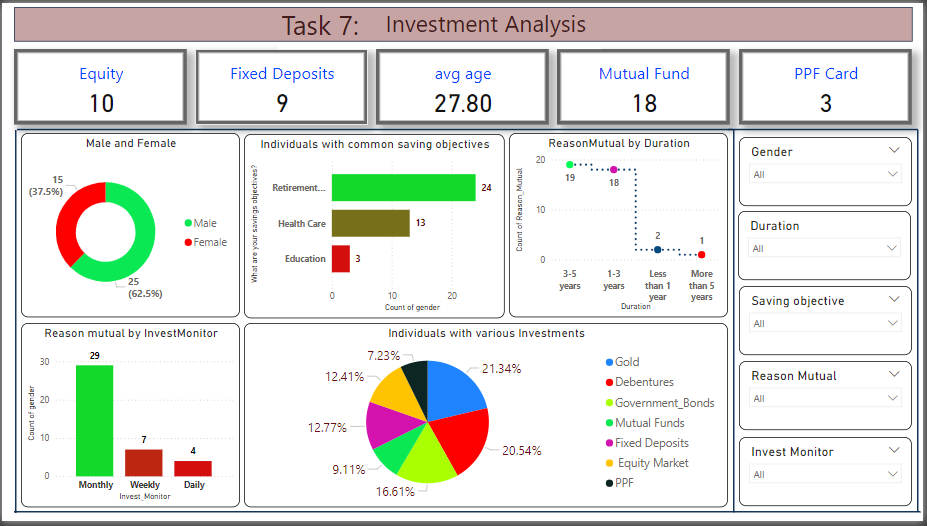 Task 7: Investment Analysis
Equity
10
Fixed Deposits
9
avg age
27.80
Mutual Fund
18
PPF Card
3
Male and Female
15
(37.5%)
25
(62.5%)
Male
Female
Individuals with common saving objectives
What are your savings objectives?
Retirement...
24
Health Care
13
Education
3
0
10
20
Count of gender
ReasonMutual by Duration
Count of Reason_Mutual
20
10
0
19
18
2
1
3-5
years
1-3
years
Less
than 1
year
More
than 5
years
Duration
Reason mutual by InvestMonitor
Count of gender
30
20
10
0
29
7
4
Monthly
Weekly
Daily
Invest_Monitor
Individuals with various Investments
7.23%
21.34%
12.41%
12.77%
20.54%
9.11%
16.61%
Gold
Debentures
Government_Bonds
Mutual Funds
Fixed Deposits
Equity Market
PPF
Gender
All
Duration
All
Saving objective
All
Reason Mutual
All
Invest Monitor
All